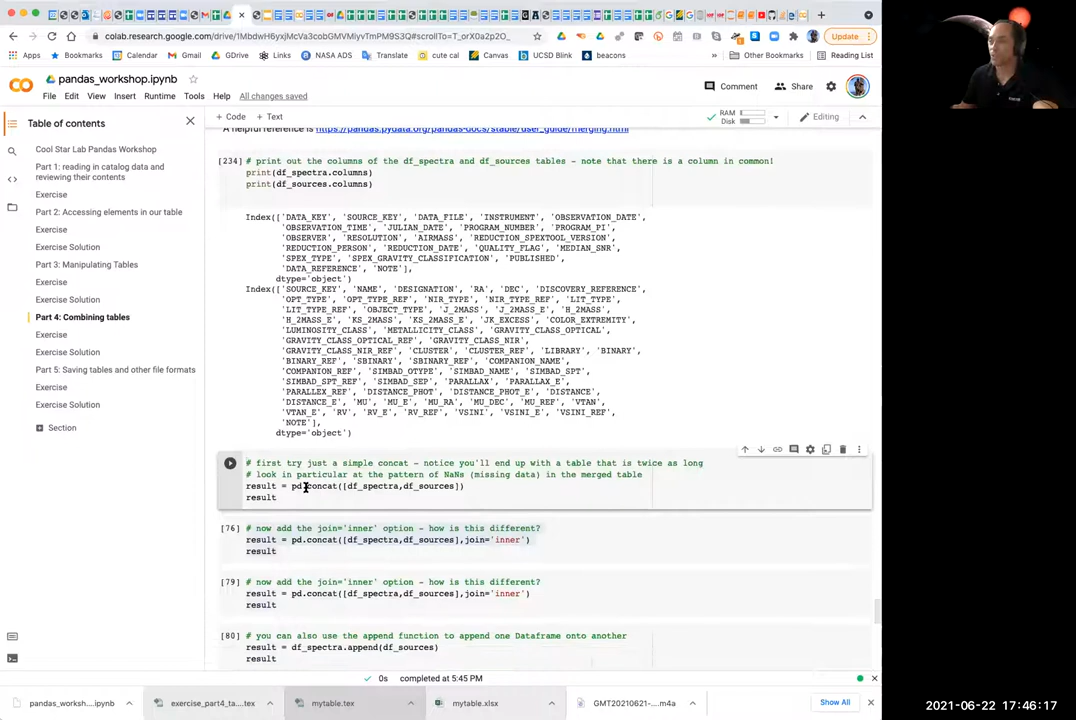 colab.research.google.com/drive/1MbdwH6yxjMcVa3cobGMVMiyvTmPM9S3Q#scrollTo=T_orX0a2p2O_
Update
Apps
Bookmarks
Calendar
Gmail
GDrive
Links
NASA ADS
Translate
cute cal
Canvas
UCSD Blink
beacons
»
Other Bookmarks
Reading List
pandas_workshop.ipynb
Comment
Share
File Edit View Insert Runtime Tools Help All changes saved
Table of contents
+ Code + Text
RAM
Disk
Editing
Cool Star Lab Pandas Workshop
Part 1: reading in catalog data and
reviewing their contents
Exercise
Part 2: Accessing elements in our table
Exercise
Exercise Solution
Part 3: Manipulating Tables
Exercise
Exercise Solution
Part 4: Combining tables
Exercise
Exercise Solution
Part 5: Saving tables and other file formats
Exercise
Exercise Solution
Section
A helpful reference is https://pandas.pydata.org/pandas-docs/stable/user_guide/merging.html
[234] # print out the columns of the df_spectra and df_sources tables - note that there is a column in common!
print(df_spectra.columns)
print(df_sources.columns)
Index(['DATA_KEY', 'SOURCE_KEY', 'DATA_FILE', 'INSTRUMENT', 'OBSERVATION_DATE',
'OBSERVATION_TIME', 'JULIAN_DATE', 'PROGRAM_NUMBER', 'PROGRAM_PI',
'OBSERVER', 'RESOLUTION', 'AIRMASS', 'REDUCTION_SPEXTOOL_VERSION',
'REDUCTION_PERSON', 'REDUCTION_DATE', 'QUALITY_FLAG', 'MEDIAN_SNR',
'SPEX_TYPE', 'SPEX_GRAVITY_CLASSIFICATION', 'PUBLISHED',
'DATA_REFERENCE', 'NOTE'],
dtype='object')
Index(['SOURCE_KEY', 'NAME', 'DESIGNATION', 'RA', 'DEC', 'DISCOVERY_REFERENCE',
'OPT_TYPE', 'OPT_TYPE_REF', 'NIR_TYPE', 'NIR_TYPE_REF', 'LIT_TYPE',
'LIT_TYPE_REF', 'OBJECT_TYPE', 'J_2MASS', 'J_2MASS_E', 'H_2MASS',
'H_2MASS_E', 'KS_2MASS', 'KS_2MASS_E', 'JK_EXCESS', 'COLOR_EXTREMITY',
'LUMINOSITY_CLASS', 'METALLICITY_CLASS', 'GRAVITY_CLASS_OPTICAL',
'GRAVITY_CLASS_OPTICAL_REF', 'GRAVITY_CLASS_NIR',
'GRAVITY_CLASS_NIR_REF', 'CLUSTER', 'CLUSTER_REF', 'LIBRARY', 'BINARY',
'BINARY_REF', 'SBINARY', 'SBINARY_REF', 'COMPANION_NAME',
'COMPANION_REF', 'SIMBAD_OTYPE', 'SIMBAD_NAME', 'SIMBAD_SPT',
'SIMBAD_SPT_REF', 'SIMBAD_SEP', 'PARALLAX', 'PARALLAX_E',
'PARALLEX_REF', 'DISTANCE_PHOT', 'DISTANCE_PHOT_E', 'DISTANCE',
'DISTANCE_E', 'MU', 'MU_E', 'MU_RA', 'MU_DEC', 'MU_REF', 'VTAN',
'VTAN_E', 'RV', 'RV_E', 'RV_REF', 'VSINI', 'VSINI_E', 'VSINI_REF',
'NOTE'],
dtype='object')
# first try just a simple concat - notice you'll end up with a table that is twice as long
# look in particular at the pattern of NaNs (missing data) in the merged table
result = pd.concat([df_spectra,df_sources])
result
[76] # now add the join='inner' option - how is this different?
result = pd.concat([df_spectra,df_sources],join='inner')
result
[79] # now add the join='inner' option - how is this different?
result = pd.concat([df_spectra,df_sources],join='inner')
result
[80] # you can also use the append function to append one Dataframe onto another
result = df_spectra.append(df_sources)
result
0s completed at 5:45 PM
pandas_worksh....ipynb
exercise_part4_ta....tex
mytable.tex
mytable.xlsx
GMT20210621-....m4a
Show All
2021-06-22 17:46:17